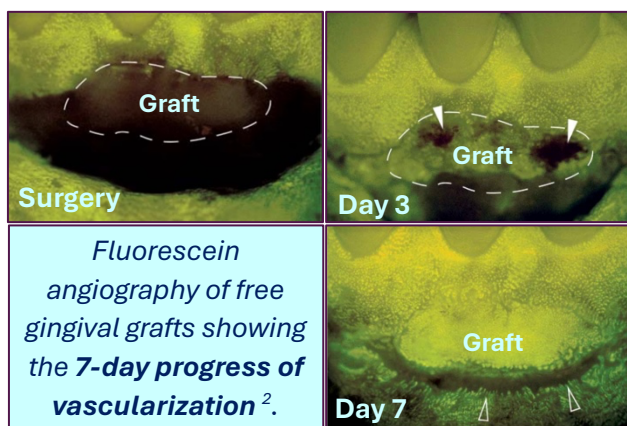 Graft
Surgery
Graft
Day 3
Fluorescein
angiography of free
gingival grafts showing
the 7-day progress of
vascularization ².
Graft
Day 7